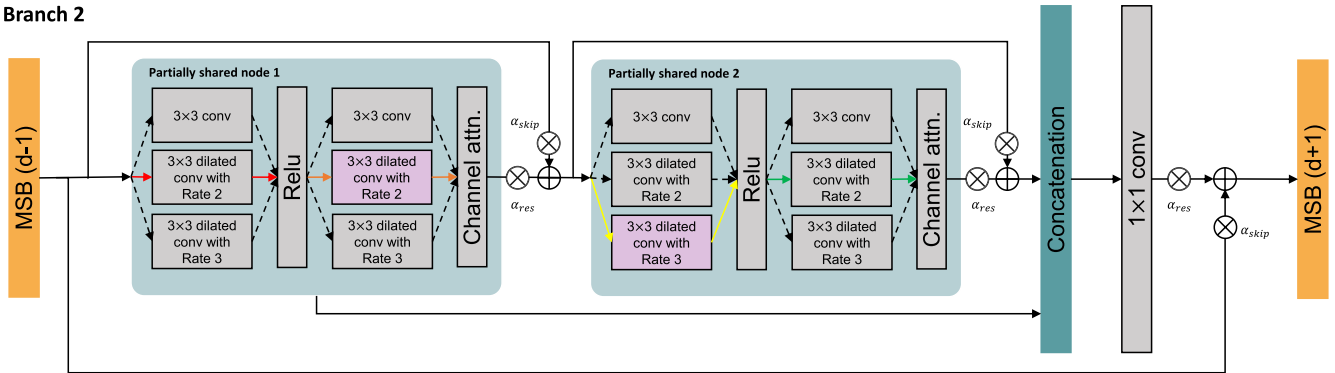 Branch 2
MSB (d-1)
Partially shared node 1
3×3 conv
3×3 dilated
conv with
Rate 2
3×3 dilated
conv with
Rate 3
Relu
3×3 conv
3×3 dilated
conv with
Rate 2
3×3 dilated
conv with
Rate 3
Channel attn.
α_skip
α_res
Partially shared node 2
3×3 conv
3×3 dilated
conv with
Rate 2
3×3 dilated
conv with
Rate 3
Relu
3×3 conv
3×3 dilated
conv with
Rate 2
3×3 dilated
conv with
Rate 3
Channel attn.
α_skip
α_res
Concatenation
1×1 conv
α_res
α_skip
MSB (d+1)